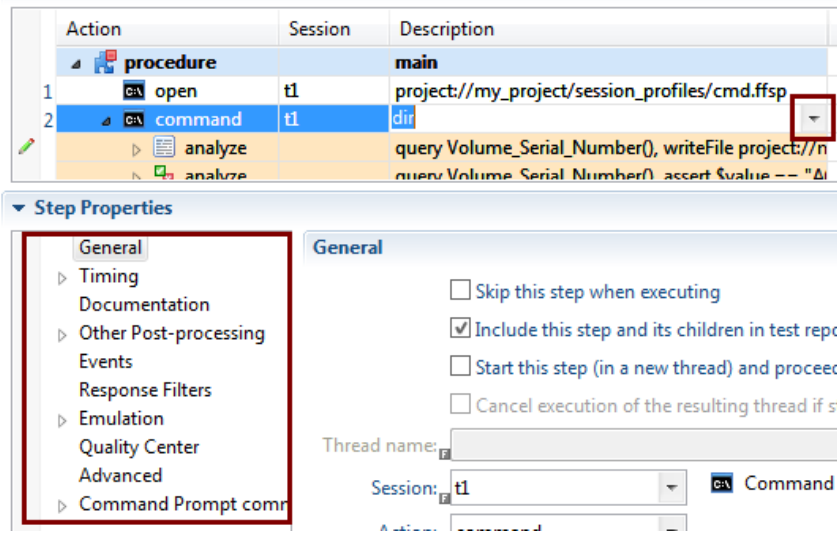 Action Session Description
procedure main
1 C:\ open t1 project://my_project/session_profiles/cmd.ffsp
2 C:\ command t1 dir
analyze query Volume_Serial_Number(), writeFile project://
analyze query Volume_Serial_Number(), assert $value == "A
Step Properties
General
Timing
Documentation
Other Post-processing
Events
Response Filters
Emulation
Quality Center
Advanced
Command Prompt
General
Skip this step when executing
Include this step and its children in test
Start this step (in a new thread) and
Cancel execution of the resulting thread if
Thread name: F
Session: F t1 C:\ Command
Action: command